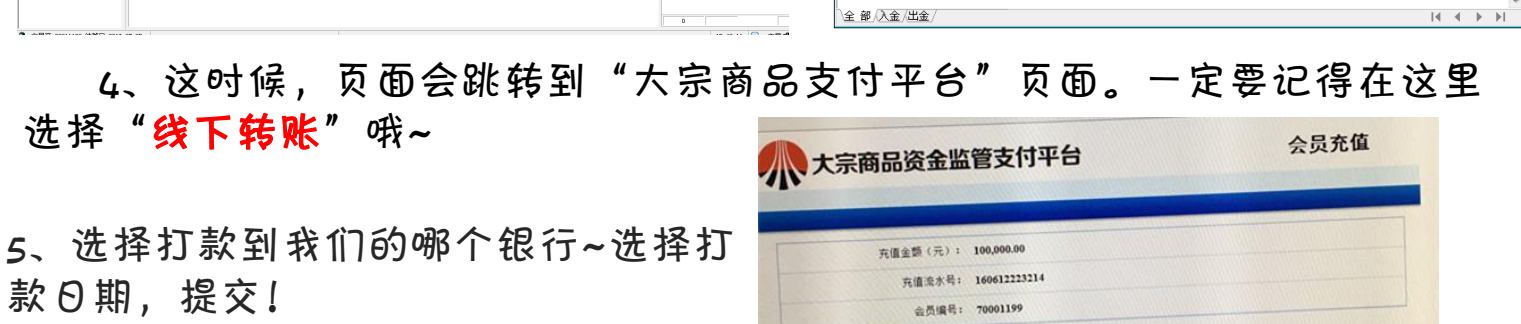 0
全部 入金 出金
4、这时候，页面会跳转到“大宗商品支付平台”页面。一定要记得在这里
选择“线下转账”哦~
大宗商品资金监管支付平台
会员充值
5、选择打款到我们的哪个银行~选择打
款日期，提交！
充值金额（元）： 100,000.00
充值流水号： 160612223214
会员编号： 70001199